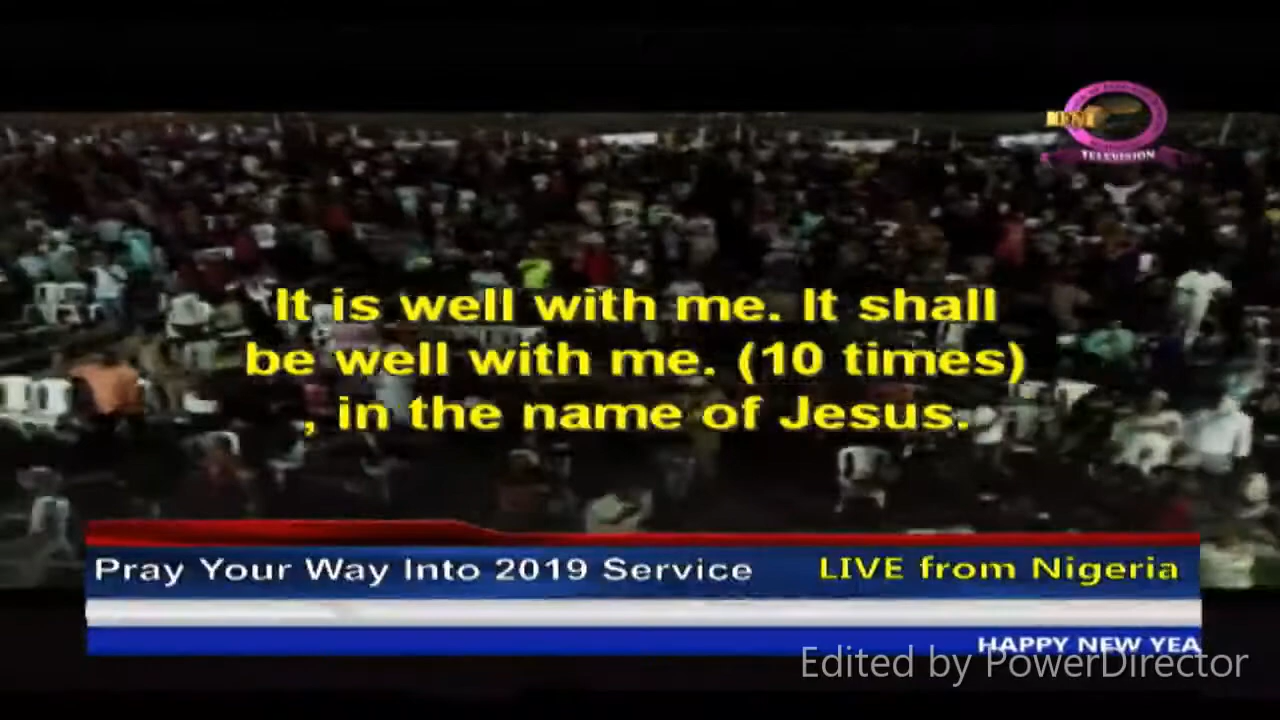 TELEVISION
It is well with me. It shall
be well with me. (10 times)
, in the name of Jesus.
Pray Your Way Into 2019 Service
LIVE from Nigeria
HAPPY NEW YEA
Edited by PowerDirector